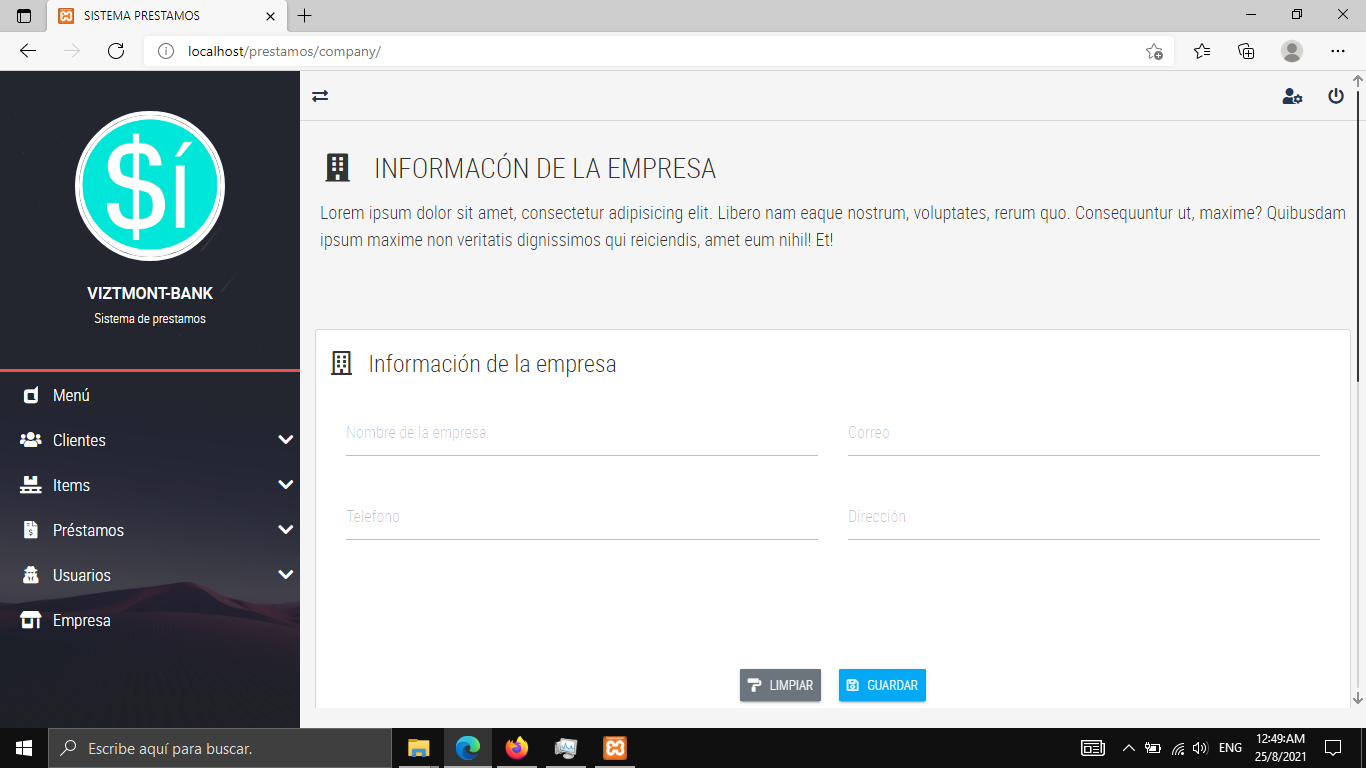 SISTEMA PRESTAMOS
localhost/prestamos/company/
$í
VIZTMONT-BANK
Sistema de prestamos
Menú
Clientes
Items
Préstamos
Usuarios
Empresa
INFORMACÓN DE LA EMPRESA
Lorem ipsum dolor sit amet, consectetur adipisicing elit. Libero nam eaque nostrum, voluptates, rerum quo. Consequuntur ut, maxime? Quibusdam
ipsum maxime non veritatis dignissimos qui reiciendis, amet eum nihil! Et!
Información de la empresa
Nombre de la empresa
Correo
Telefono
Dirección
LIMPIAR
GUARDAR
Escribe aquí para buscar.
ENG
12:49AM
25/8/2021